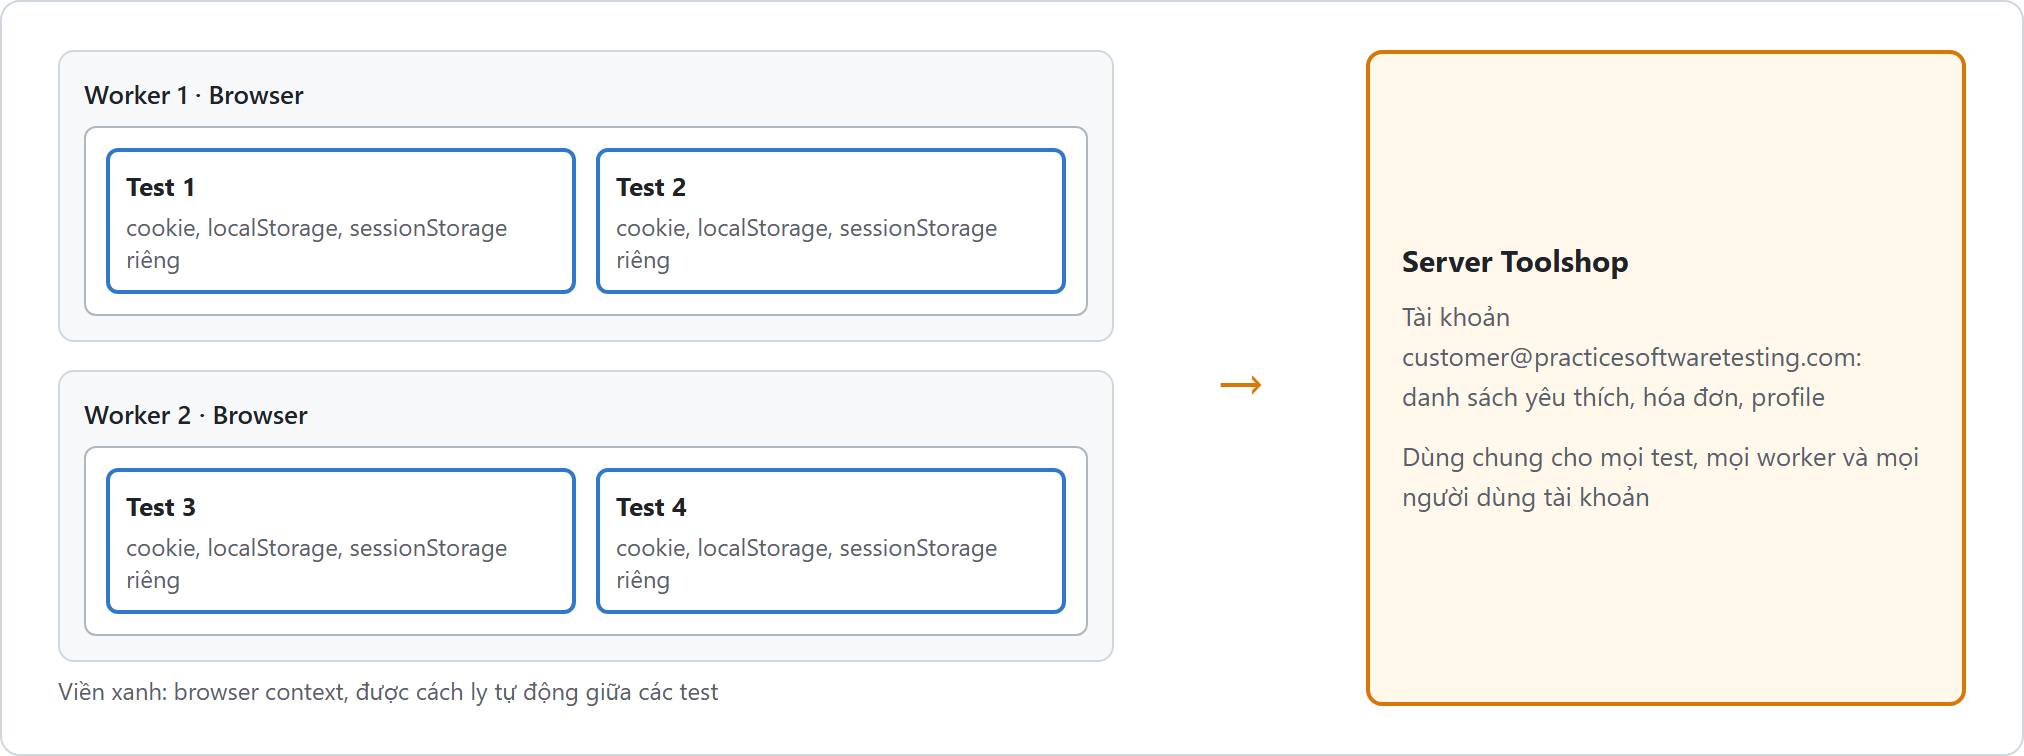 Worker 1 · Browser
Test 1
cookie, localStorage, sessionStorage
riêng
Test 2
cookie, localStorage, sessionStorage
riêng
Worker 2 · Browser
Test 3
cookie, localStorage, sessionStorage
riêng
Test 4
cookie, localStorage, sessionStorage
riêng
Viền xanh: browser context, được cách ly tự động giữa các test
→
Server Toolshop
Tài khoản
customer@practicesoftwaretesting.com:
danh sách yêu thích, hóa đơn, profile
Dùng chung cho mọi test, mọi worker và mọi
người dùng tài khoản